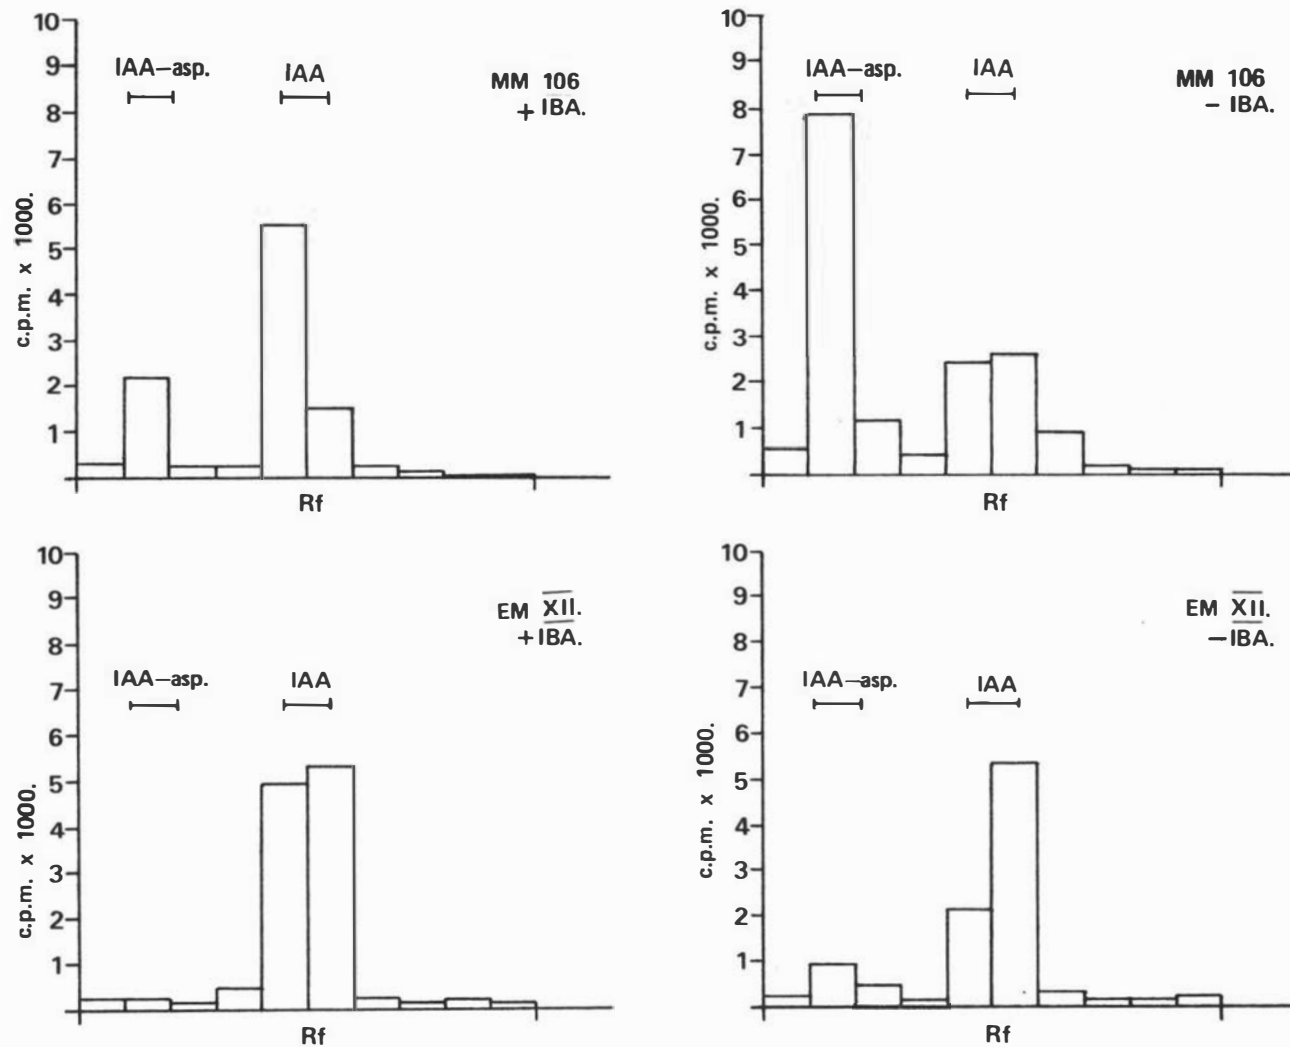 10
9
8
7
6
5
4
3
2
1
c.p.m. x 1000.
IAA-asp.
IAA
MM 106
+ IBA.
Rf
10
9
8
7
6
5
4
3
2
1
c.p.m. x 1000.
IAA-asp.
IAA
MM 106
- IBA.
Rf
10
9
8
7
6
5
4
3
2
1
c.p.m. x 1000.
IAA-asp.
IAA
EM XII.
+IBA.
Rf
10
9
8
7
6
5
4
3
2
1
c.p.m. x 1000.
IAA-asp.
IAA
EM XII.
-IBA.
Rf